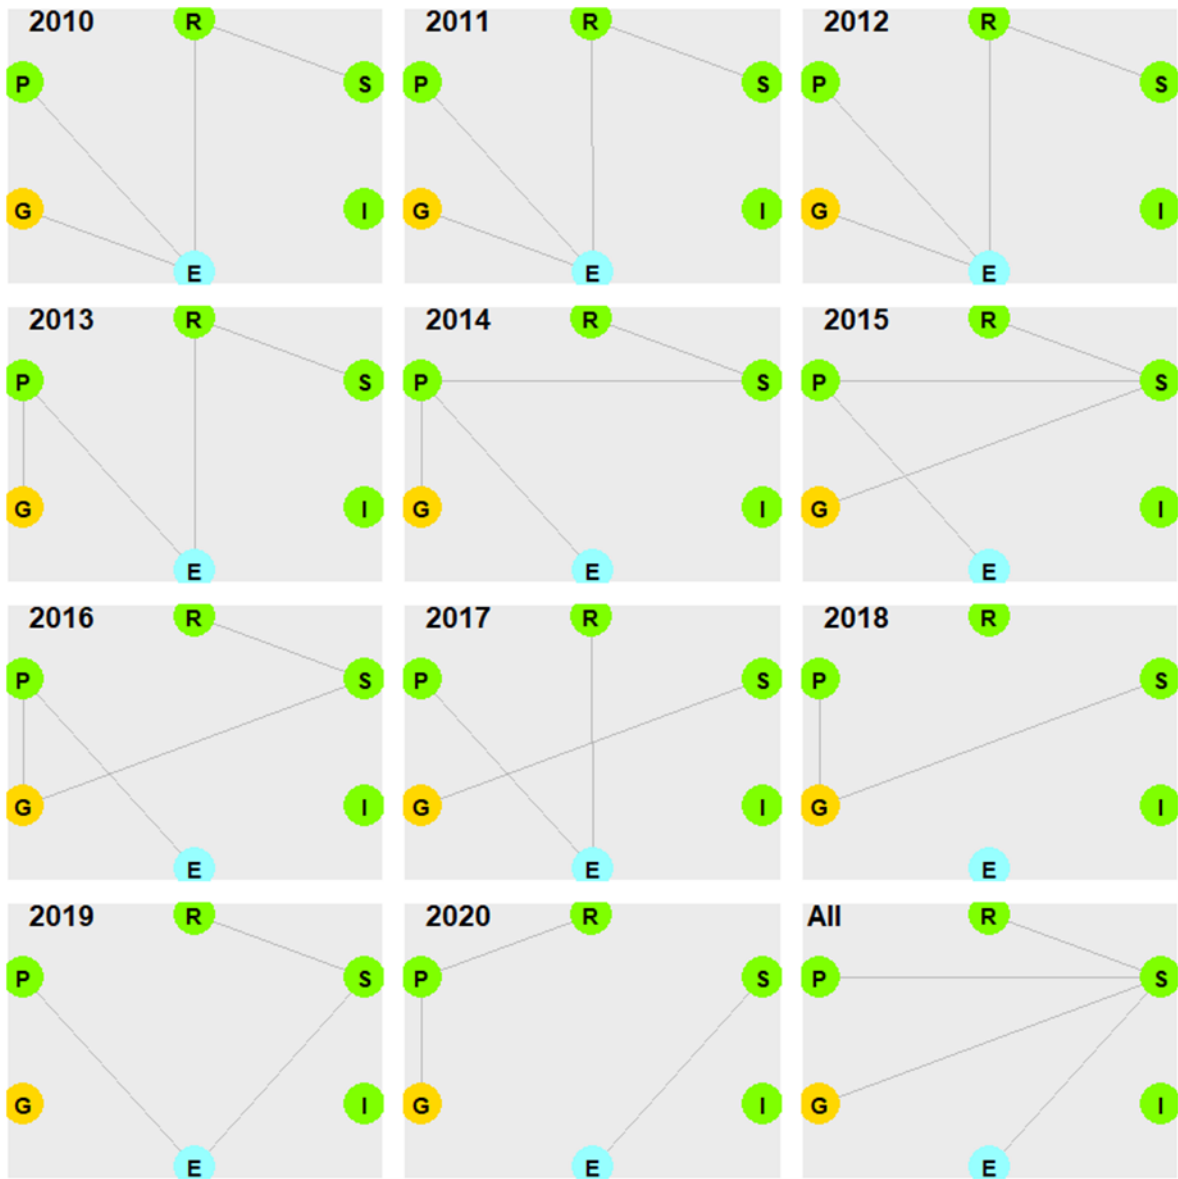 2010 R 2011 R 2012 R
P S P S P S
G I G I G I
E E E
2013 R 2014 R 2015 R
P S P S P S
G I G I G I
E E E
2016 R 2017 R 2018 R
P S P S P S
G I G I G I
E E E
2019 R 2020 R All R
P S P S P S
G I G I G I
E E E